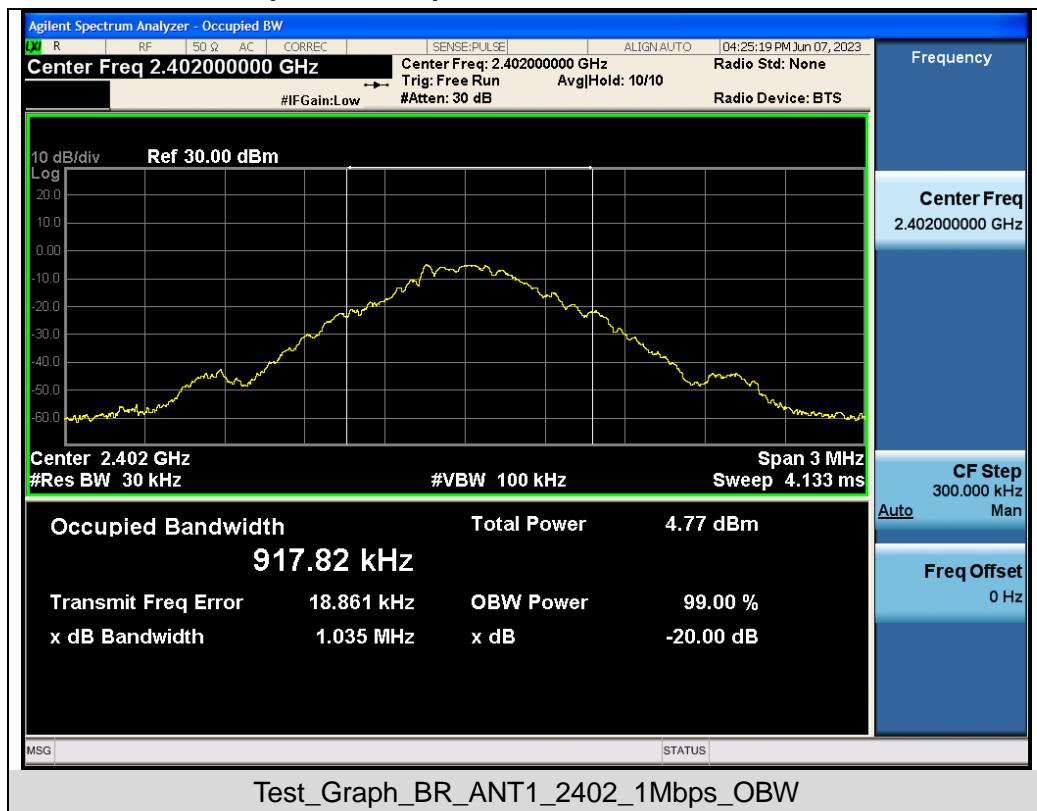 Agilent Spectrum Analyzer - Occupied BW
LXI R RF 50 Ω AC CORREC SENSE:PULSE ALIGN AUTO 04:25:19 PM Jun 07, 2023
Center Freq 2.402000000 GHz Center Freq: 2.402000000 GHz Radio Std: None
Trig: Free Run Avg|Hold: 10/10
#IFGain:Low #Atten: 30 dB Radio Device: BTS
Frequency
10 dB/div Ref 30.00 dBm
Log
20.0
10.0
0.00
-10.0
-20.0
-30.0
-40.0
-50.0
-60.0
Center 2.402 GHz Span 3 MHz
#Res BW 30 kHz #VBW 100 kHz Sweep 4.133 ms
Occupied Bandwidth Total Power 4.77 dBm
917.82 kHz
Transmit Freq Error 18.861 kHz OBW Power 99.00 %
x dB Bandwidth 1.035 MHz x dB -20.00 dB
Center Freq
2.402000000 GHz
CF Step
300.000 kHz
Auto Man
Freq Offset
0 Hz
MSG STATUS
Test_Graph_BR_ANT1_2402_1Mbps_OBW